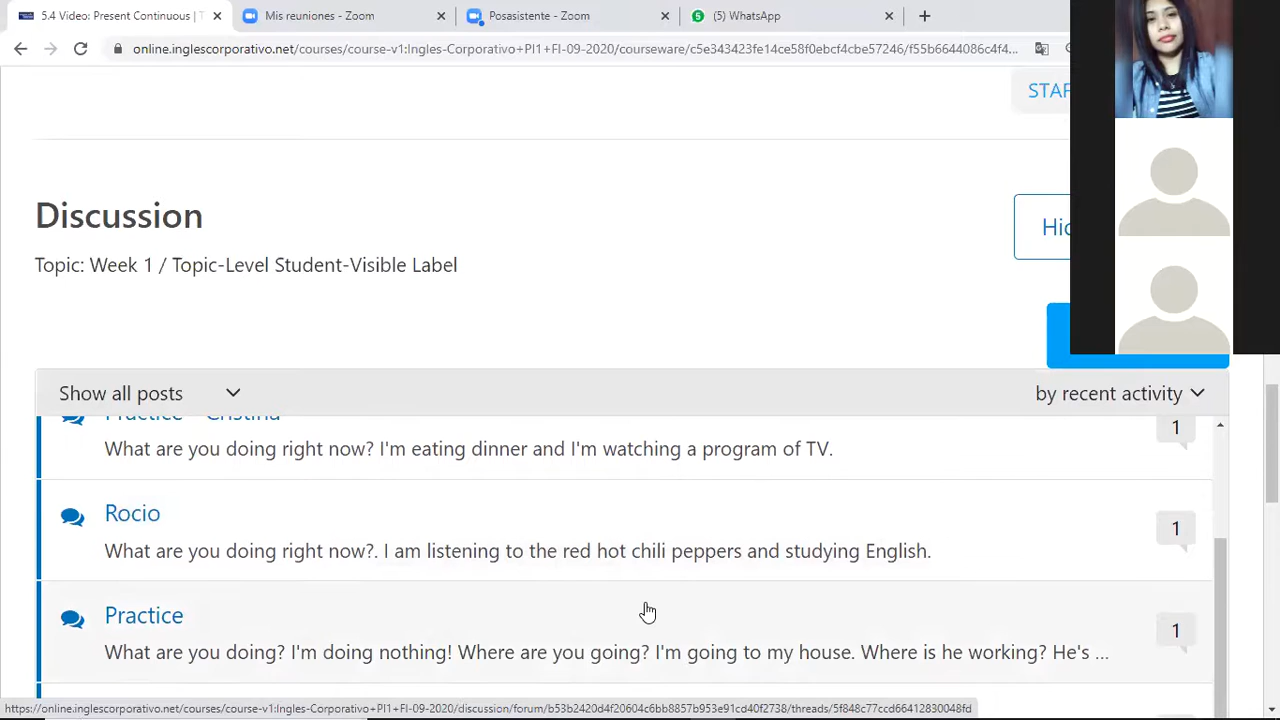 5.4 Video: Present Continuous | T
Mis reuniones - Zoom
Posasistente - Zoom
5
(5) WhatsApp
online.inglescorporativo.net/courses/course-v1:Ingles-Corporativo+PI1+FI-09-2020/courseware/c5e343423fe14ce58f0ebcf4cbe57246/f55b6644086c4f4...
STAF
Discussion
Hid
Topic: Week 1 / Topic-Level Student-Visible Label
Show all posts
by recent activity
Practice - Cristina
1
What are you doing right now? I'm eating dinner and I'm watching a program of TV.
Rocio
1
What are you doing right now?. I am listening to the red hot chili peppers and studying English.
Practice
1
What are you doing? I'm doing nothing! Where are you going? I'm going to my house. Where is he working? He's ...
https://online.inglescorporativo.net/courses/course-v1:Ingles-Corporativo+PI1+FI-09-2020/discussion/forum/b53b2420d4f20604c6bb8857b953e91cd40f2738/threads/5f848c77ccd66412830048fd